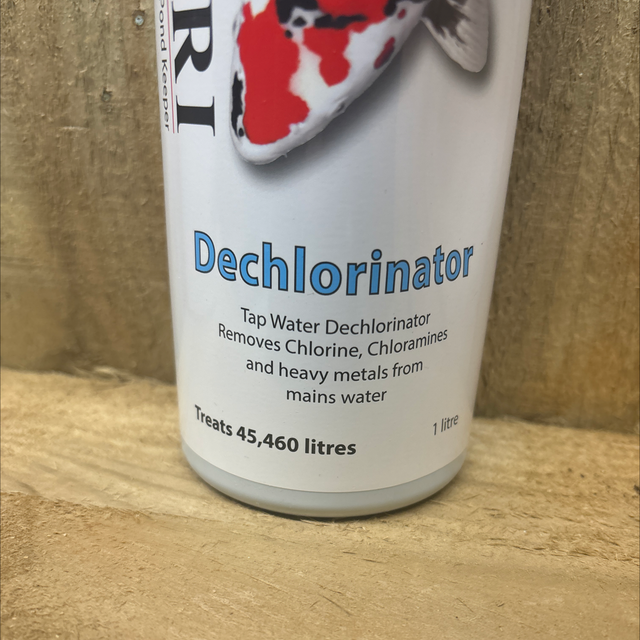 RI
Pond Keeper
Dechlorinator
Tap Water Dechlorinator
Removes Chlorine, Chloramines
and heavy metals from
mains water
Treats 45,460 litres
1 litre